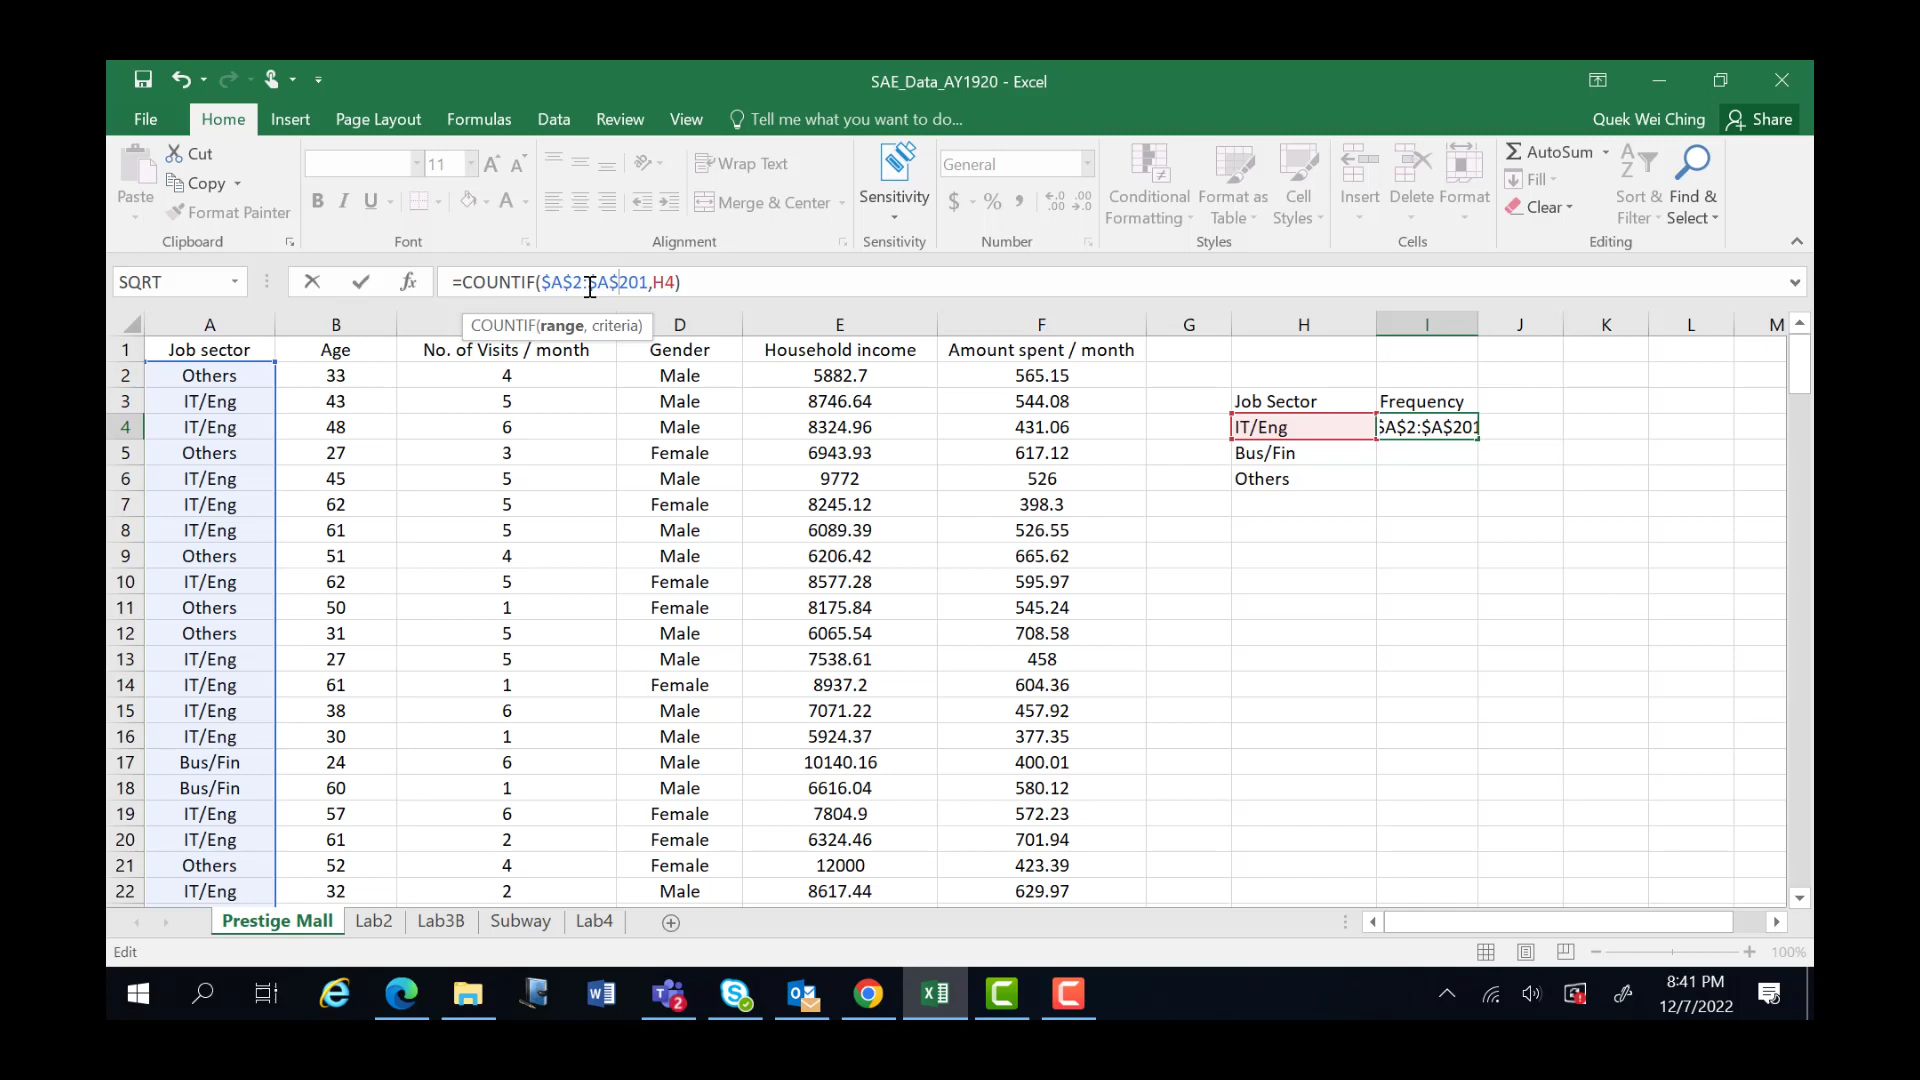 SAE_Data_AY1920 - Excel
File Home Insert Page Layout Formulas Data Review View Tell me what you want to do... Quek Wei Ching Share
Paste Cut Copy Format Painter Clipboard
11 B I U A Font
Wrap Text Merge & Center Alignment
Sensitivity Sensitivity
General $ % , Number
Conditional Formatting Format as Table Cell Styles Styles
Insert Delete Format Cells
AutoSum Fill Clear Sort & Filter Find & Select Editing
SQRT fx =COUNTIF($A$2:$A$201,H4)
COUNTIF(range, criteria)
A B D E F G H I J K L M
1 Job sector Age No. of Visits / month Gender Household income Amount spent / month
2 Others 33 4 Male 5882.7 565.15
3 IT/Eng 43 5 Male 8746.64 544.08 Job Sector Frequency
4 IT/Eng 48 6 Male 8324.96 431.06 IT/Eng $A$2:$A$201
5 Others 27 3 Female 6943.93 617.12 Bus/Fin
6 IT/Eng 45 5 Male 9772 526 Others
7 IT/Eng 62 5 Female 8245.12 398.3
8 IT/Eng 61 5 Male 6089.39 526.55
9 Others 51 4 Male 6206.42 665.62
10 IT/Eng 62 5 Female 8577.28 595.97
11 Others 50 1 Female 8175.84 545.24
12 Others 31 5 Male 6065.54 708.58
13 IT/Eng 27 5 Male 7538.61 458
14 IT/Eng 61 1 Female 8937.2 604.36
15 IT/Eng 38 6 Male 7071.22 457.92
16 IT/Eng 30 1 Male 5924.37 377.35
17 Bus/Fin 24 6 Male 10140.16 400.01
18 Bus/Fin 60 1 Male 6616.04 580.12
19 IT/Eng 57 6 Female 7804.9 572.23
20 IT/Eng 61 2 Female 6324.46 701.94
21 Others 52 4 Female 12000 423.39
22 IT/Eng 32 2 Male 8617.44 629.97
Prestige Mall Lab2 Lab3B Subway Lab4
Edit 100%
8:41 PM
12/7/2022